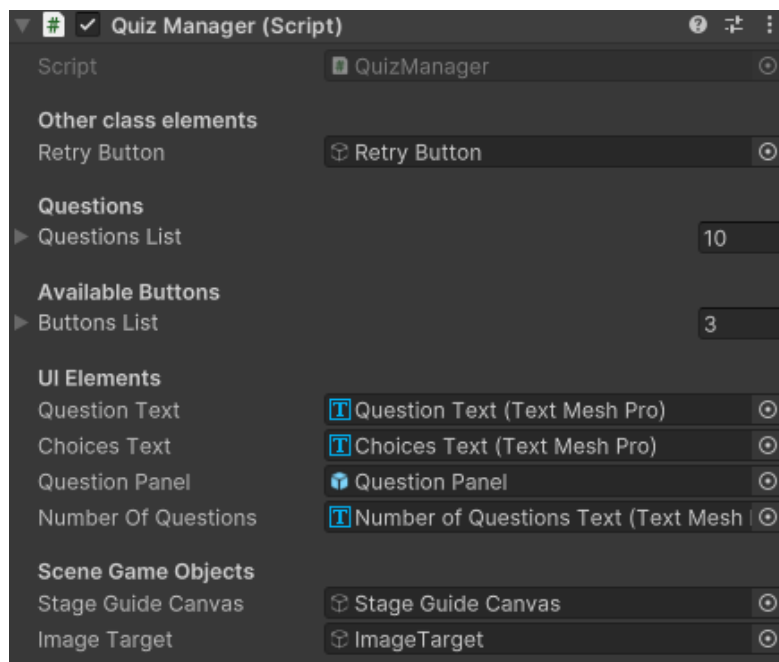 # Quiz Manager (Script)
Script # QuizManager
Other class elements
Retry Button Retry Button
Questions
Questions List 10
Available Buttons
Buttons List 3
UI Elements
Question Text T Question Text (Text Mesh Pro)
Choices Text T Choices Text (Text Mesh Pro)
Question Panel Question Panel
Number Of Questions T Number of Questions Text (Text Mesh
Scene Game Objects
Stage Guide Canvas Stage Guide Canvas
Image Target ImageTarget